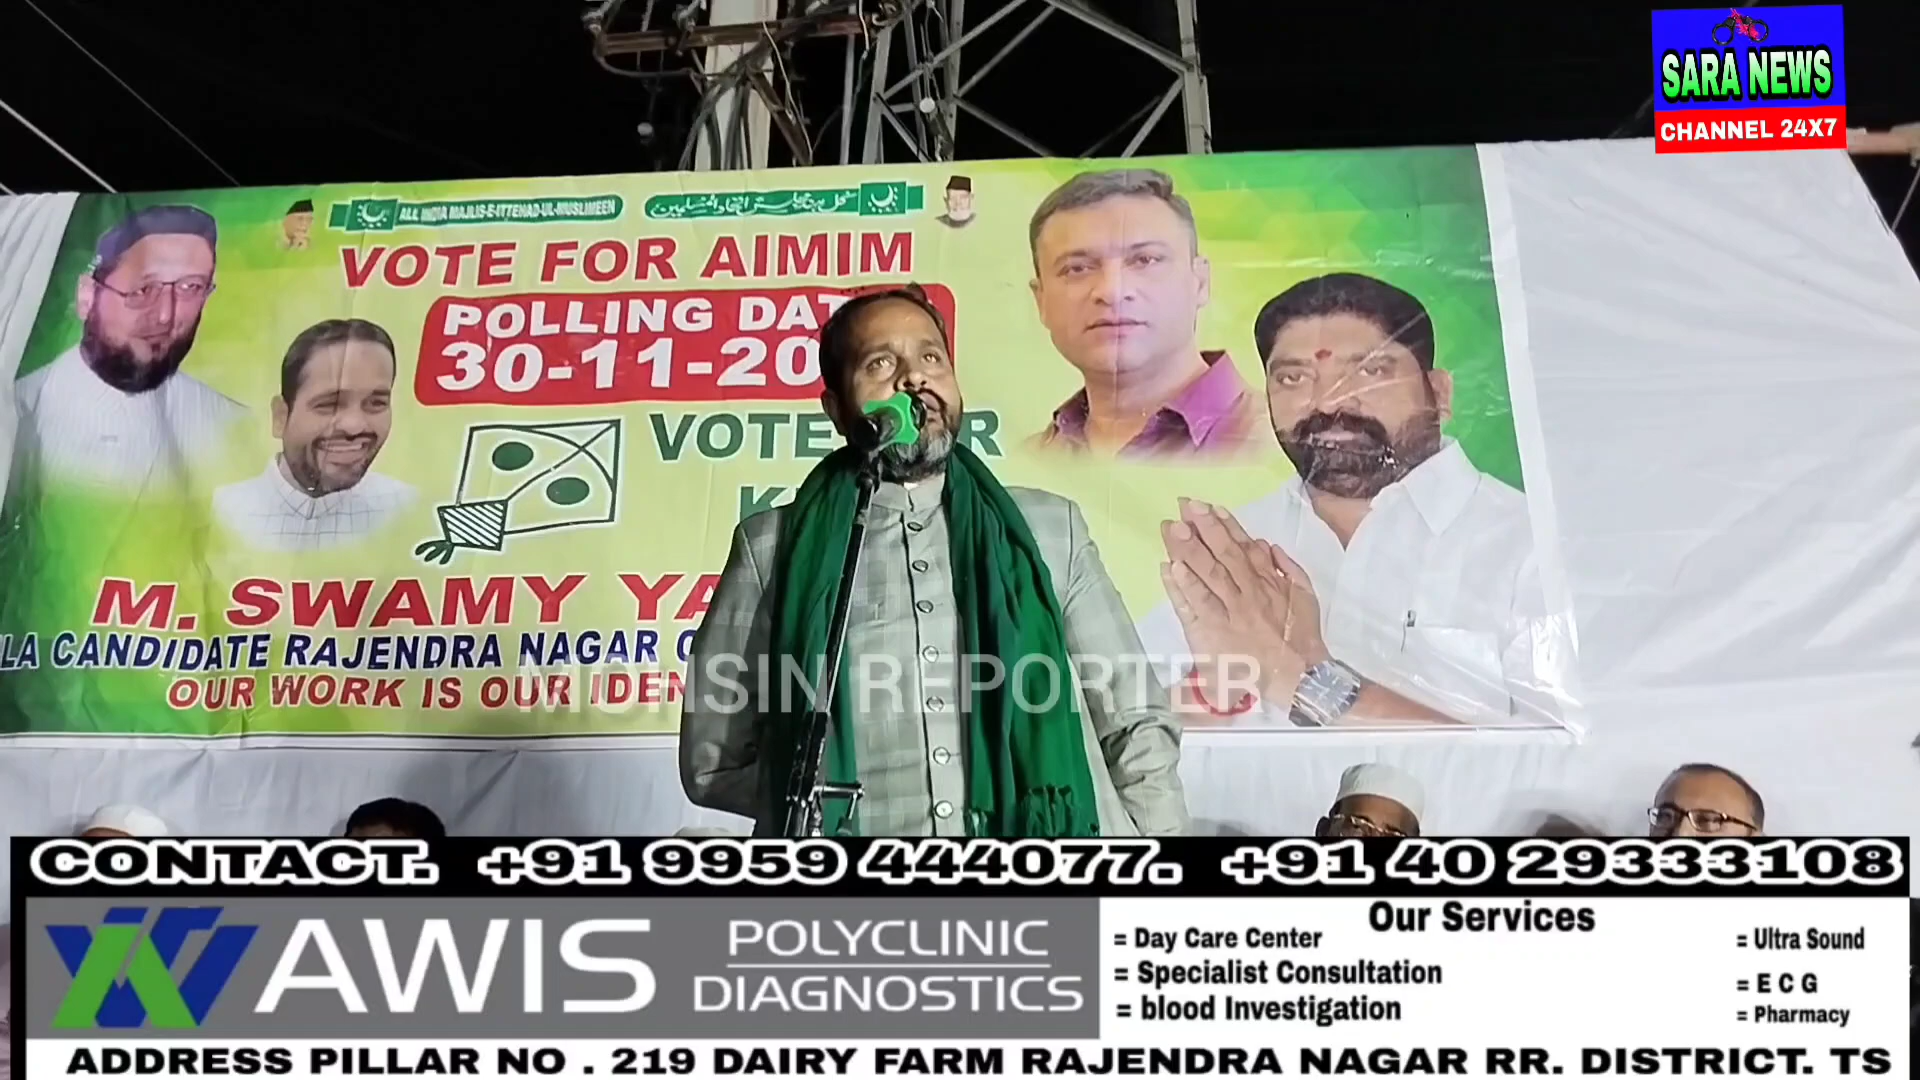 SARA NEWS
CHANNEL 24X7
ALL INDIA MAJLIS-E-ITTEHAD-UL-MUSLIMEEN
VOTE FOR AIMIM
POLLING DAT
30-11-20
VOTE R
K
M. SWAMY YA
LA CANDIDATE RAJENDRA NAGAR C
OUR WORK IS OUR IDEN
MOHSIN REPORTER
CONTACT. +91 9959 444077. +91 40 29333108
AWIS
POLYCLINIC
DIAGNOSTICS
Our Services
= Day Care Center
= Specialist Consultation
= blood Investigation
= Ultra Sound
= E C G
= Pharmacy
ADDRESS PILLAR NO . 219 DAIRY FARM RAJENDRA NAGAR RR. DISTRICT. TS